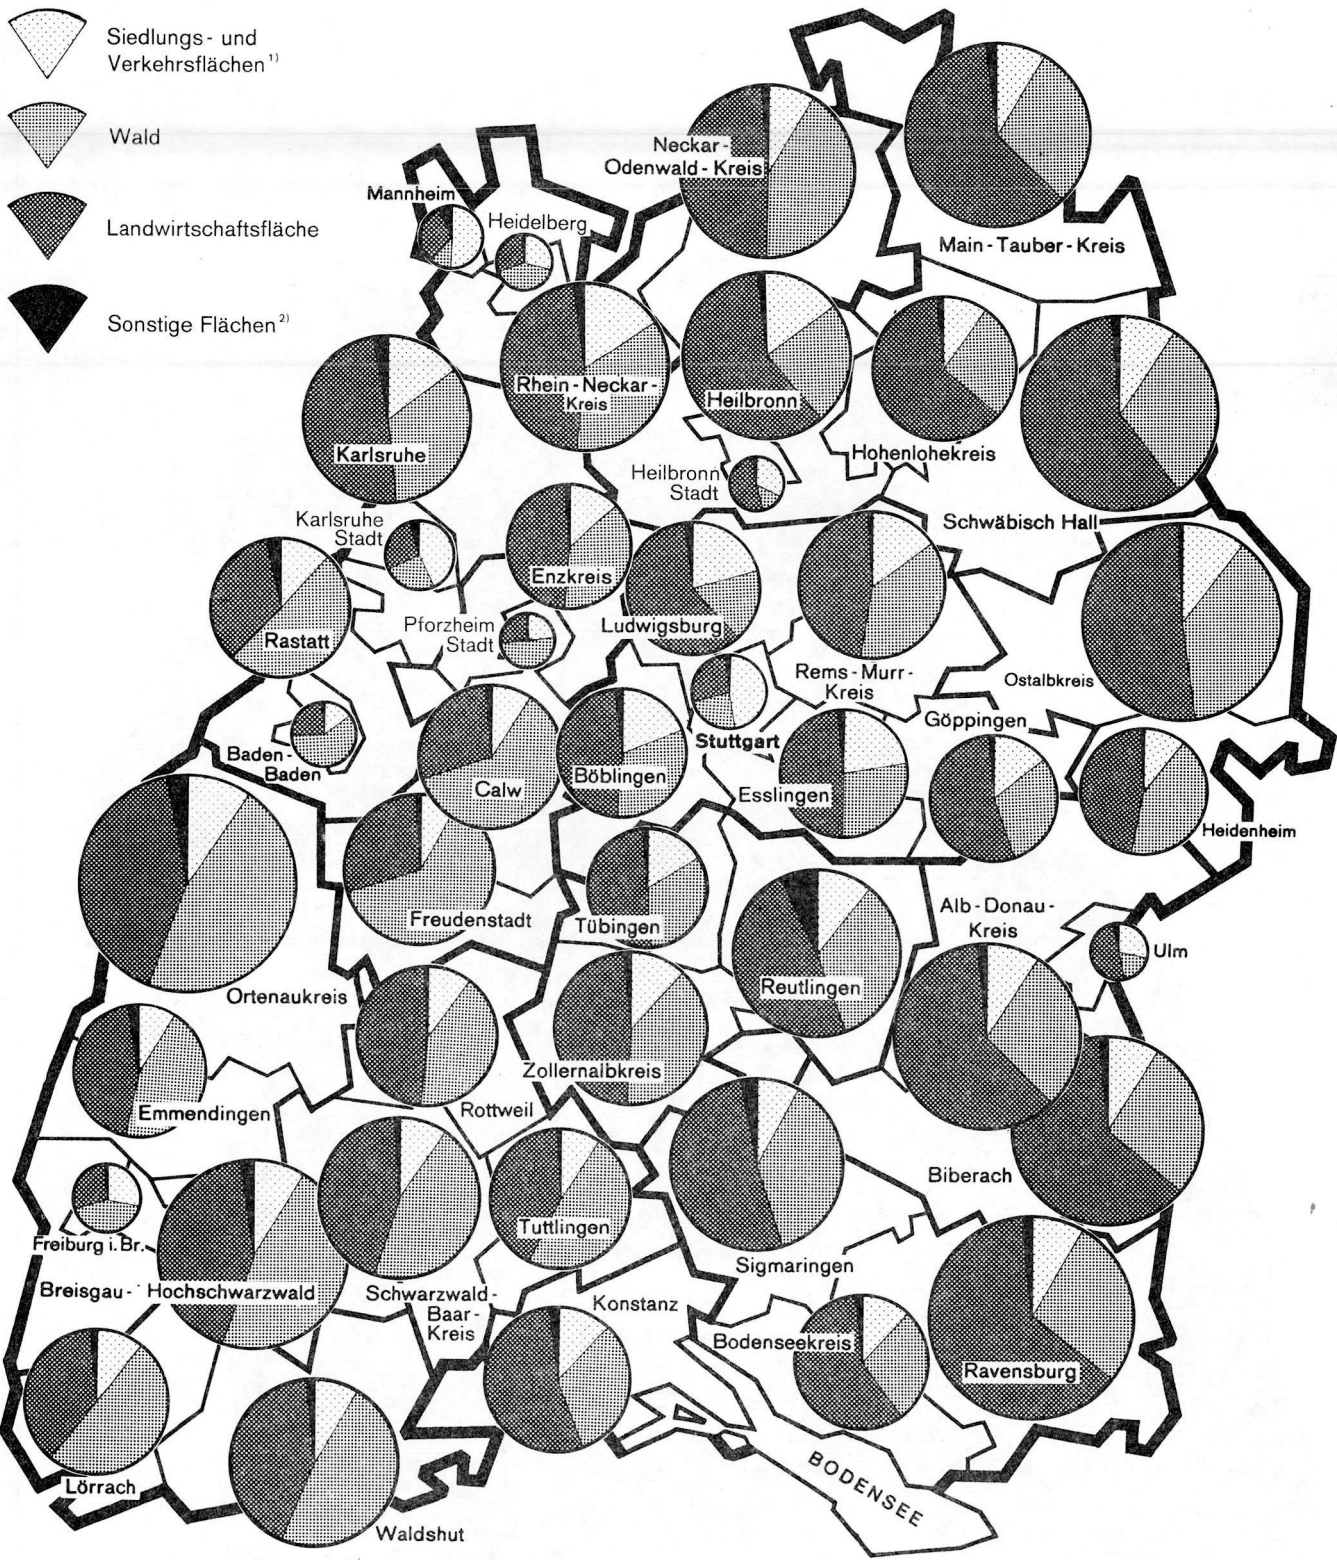 Siedlungs- und
Verkehrsflächen 1)
Wald
Landwirtschaftsfläche
Sonstige Flächen 2)
Neckar-
Odenwald-Kreis
Main-Tauber-Kreis
Mannheim
Heidelberg
Rhein-Neckar-
Kreis
Heilbronn
Hohenlohekreis
Karlsruhe
Heilbronn
Stadt
Schwäbisch Hall
Karlsruhe
Stadt
Enzkreis
Ludwigsburg
Rastatt
Pforzheim
Stadt
Rems-Murr-
Kreis
Ostalbkreis
Göppingen
Stuttgart
Baden-
Baden
Calw
Böblingen
Esslingen
Heidenheim
Freudenstadt
Tübingen
Alb-Donau-
Kreis
Ulm
Ortenaukreis
Reutlingen
Zollernalbkreis
Emmendingen
Rottweil
Biberach
Freiburg i. Br.
Tuttlingen
Breisgau-Hochschwarzwald
Schwarzwald-
Baar-
Kreis
Sigmaringen
Konstanz
Bodenseekreis
Ravensburg
Lörrach
Waldshut
BODENSEE